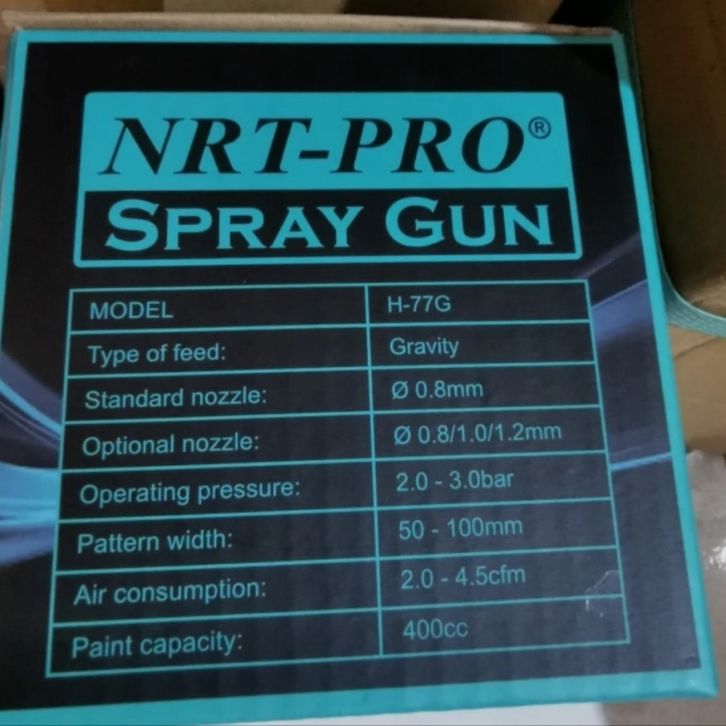 NRT-PRO®
SPRAY GUN
MODEL H-77G
Type of feed: Gravity
Standard nozzle: Ø 0.8mm
Optional nozzle: Ø 0.8/1.0/1.2mm
Operating pressure: 2.0 - 3.0bar
Pattern width: 50 - 100mm
Air consumption: 2.0 - 4.5cfm
Paint capacity: 400cc